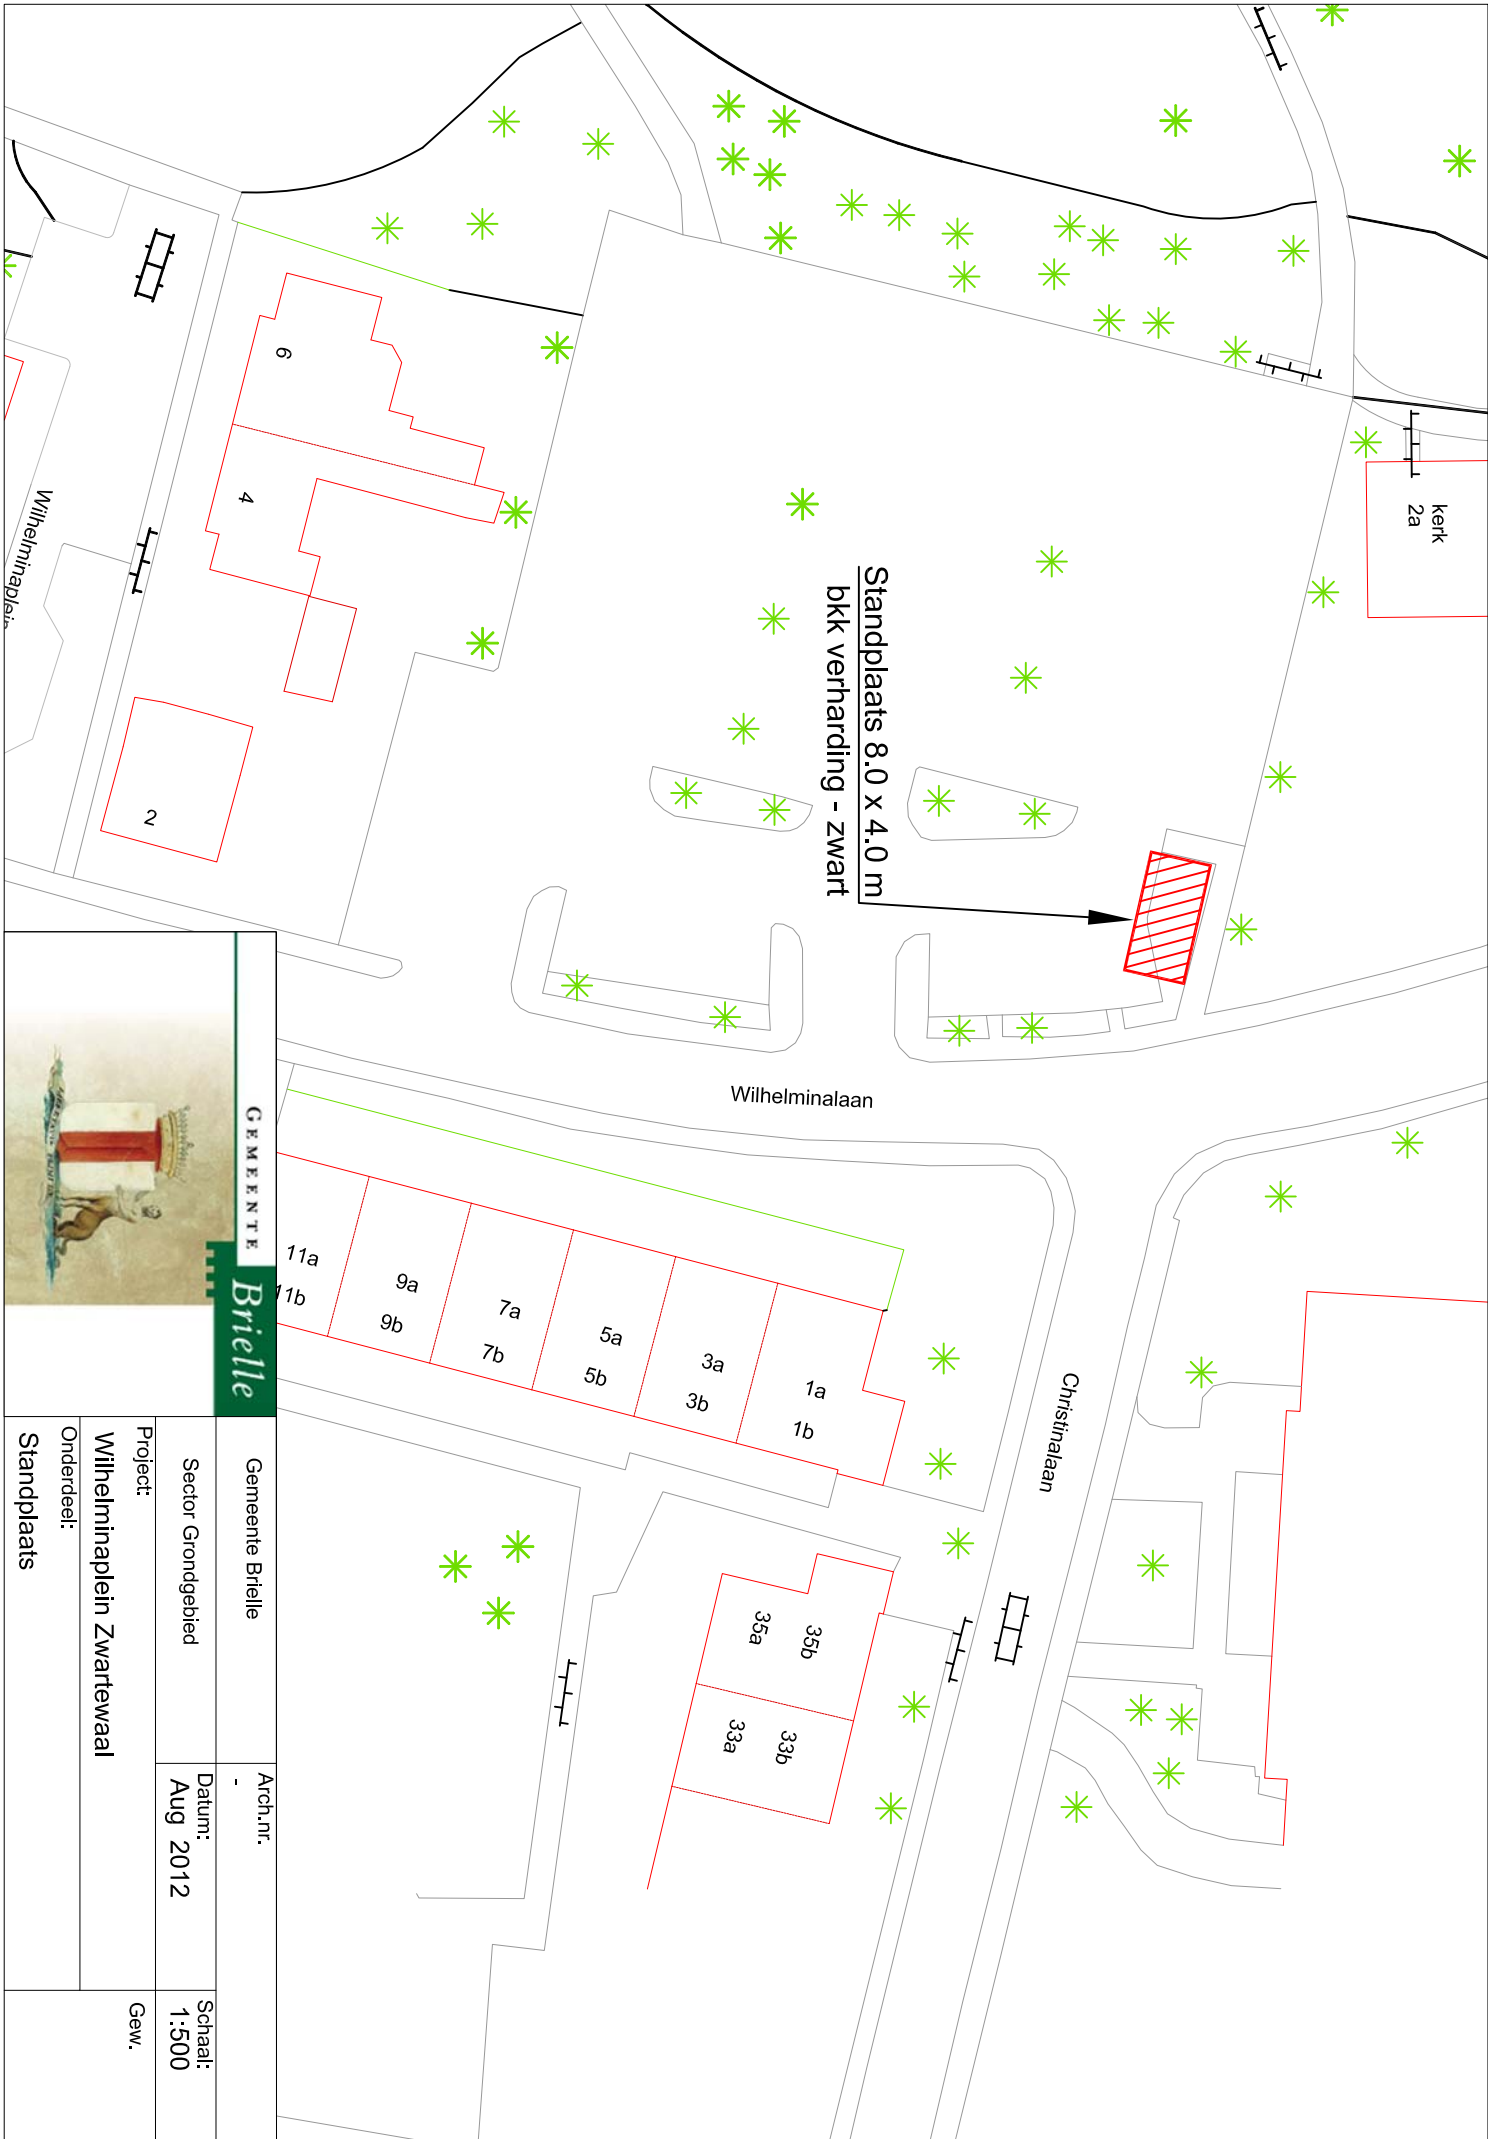 kerk
2a
Standplaats 8.0 x 4.0 m
bkk verharding - zwart
6
4
2
Wilhelminaplein
Wilhelminalaan
Christinalaan
1a
1b
3a
3b
5a
5b
7a
7b
9a
9b
11a
11b
35b
35a
33b
33a
GEMEENTE
Brielle
Gemeente Brielle
Arch.nr.
-
Sector Grondgebied
Datum:
Aug 2012
Schaal:
1:500
Project:
Wilhelminaplein Zwartewaal
Gew.
Onderdeel:
Standplaats